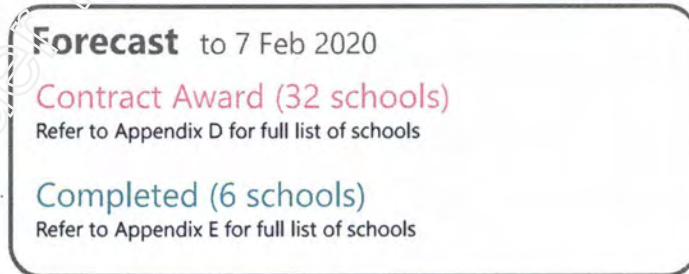 Forecast to 7 Feb 2020
Contract Award (32 schools)
Refer to Appendix D for full list of schools
Completed (6 schools)
Refer to Appendix E for full list of schools